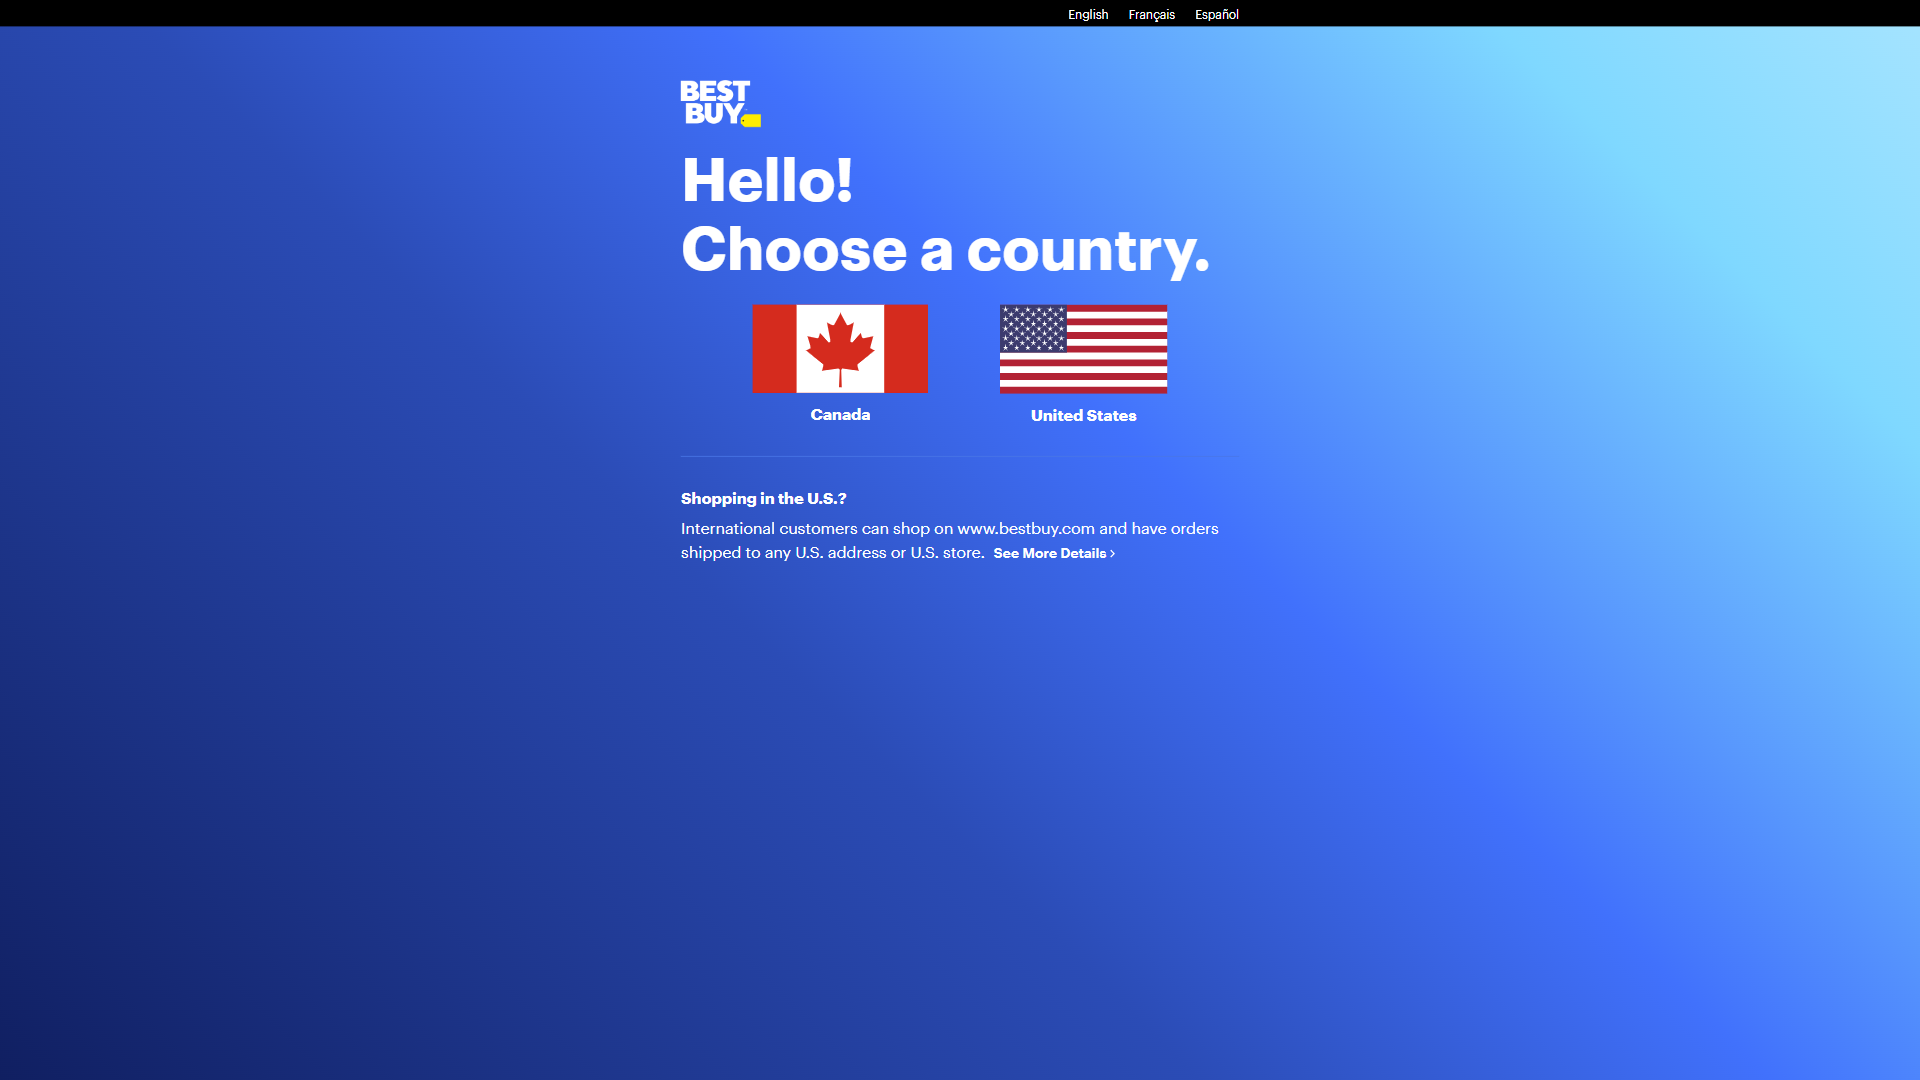 English Français Español
BEST
BUY
Hello!
Choose a country.
Canada United States
Shopping in the U.S.?
International customers can shop on www.bestbuy.com and have orders
shipped to any U.S. address or U.S. store. See More Details ›